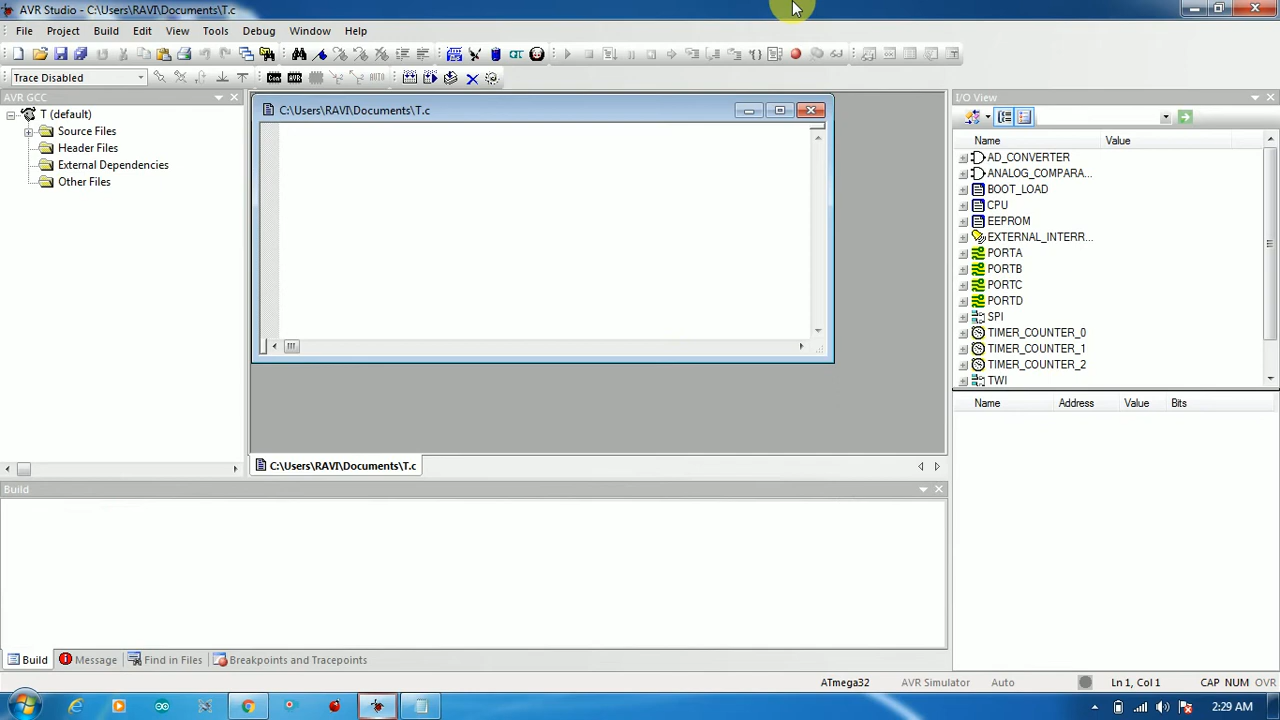 AVR Studio - C:\Users\RAVI\Documents\T.c
File Project Build Edit View Tools Debug Window Help
Trace Disabled
Con AVR AUTO
AVR GCC
T (default)
Source Files
Header Files
External Dependencies
Other Files
C:\Users\RAVI\Documents\T.c
C:\Users\RAVI\Documents\T.c
I/O View
Name Value
AD_CONVERTER
ANALOG_COMPARA...
BOOT_LOAD
CPU
EEPROM
EXTERNAL_INTERR...
PORTA
PORTB
PORTC
PORTD
SPI
TIMER_COUNTER_0
TIMER_COUNTER_1
TIMER_COUNTER_2
TWI
Name Address Value Bits
Build
Build Message Find in Files Breakpoints and Tracepoints
ATmega32 AVR Simulator Auto Ln 1, Col 1 CAP NUM OVR
2:29 AM